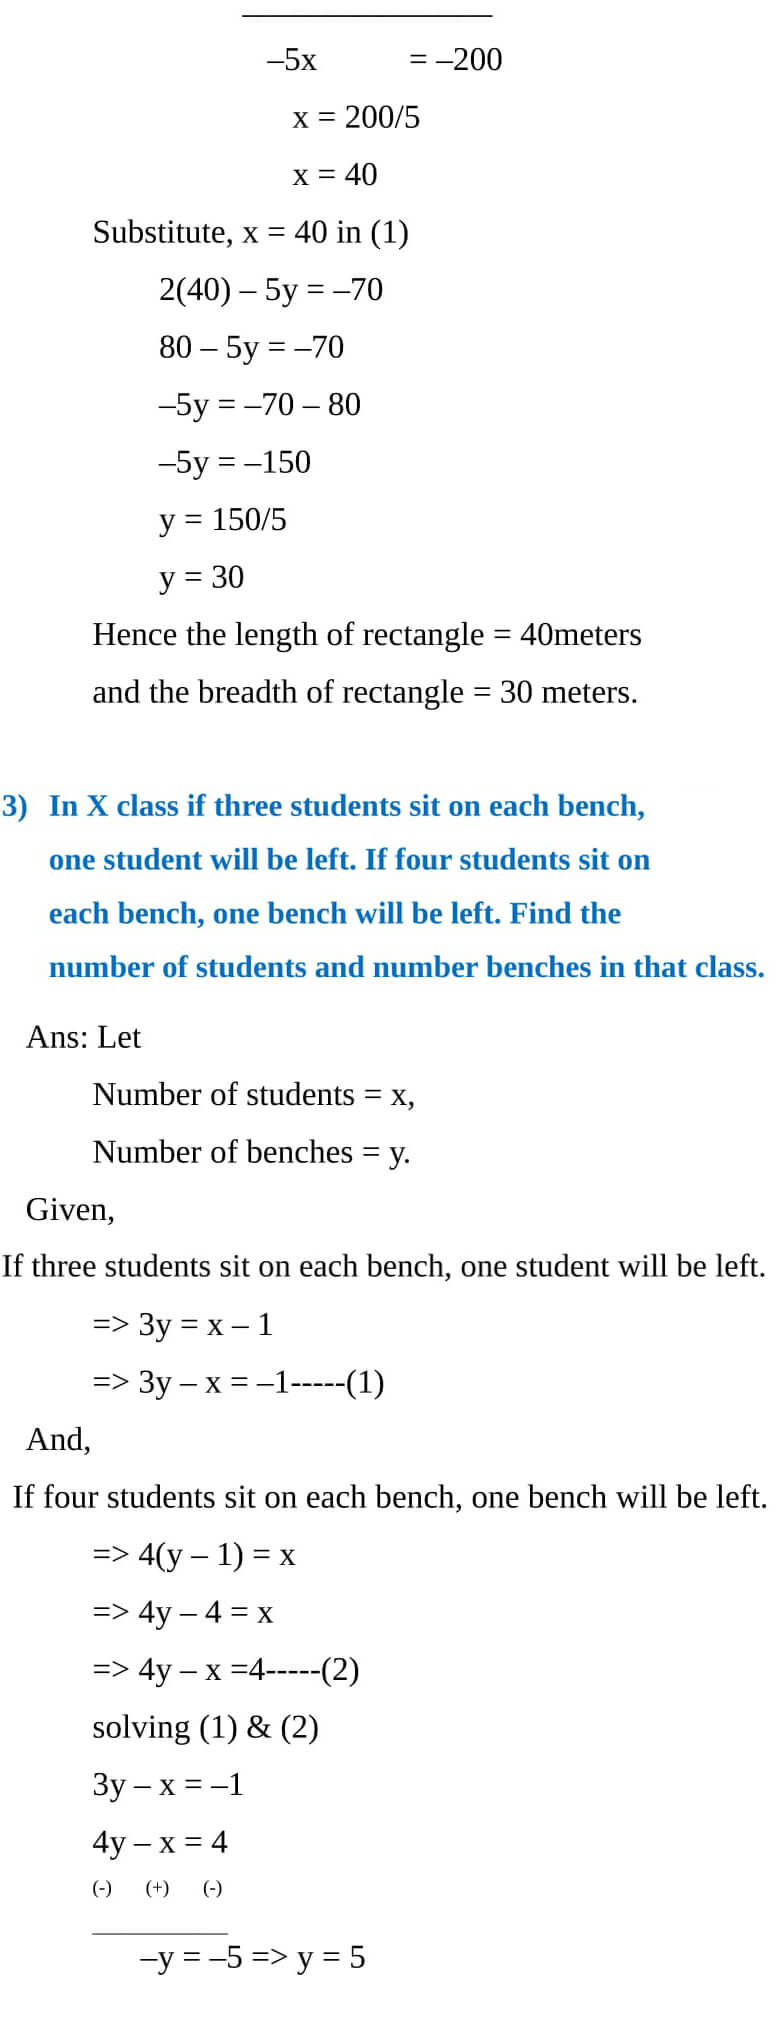 –5x = –200
x = 200/5
x = 40
Substitute, x = 40 in (1)
2(40) – 5y = –70
80 – 5y = –70
–5y = –70 – 80
–5y = –150
y = 150/5
y = 30
Hence the length of rectangle = 40meters
and the breadth of rectangle = 30 meters.
3) In X class if three students sit on each bench,
one student will be left. If four students sit on
each bench, one bench will be left. Find the
number of students and number benches in that class.
Ans: Let
Number of students = x,
Number of benches = y.
Given,
If three students sit on each bench, one student will be left.
=> 3y = x – 1
=> 3y – x = –1-----(1)
And,
If four students sit on each bench, one bench will be left.
=> 4(y – 1) = x
=> 4y – 4 = x
=> 4y – x =4-----(2)
solving (1) & (2)
3y – x = –1
4y – x = 4
(-) (+) (-)
–y = –5 => y = 5